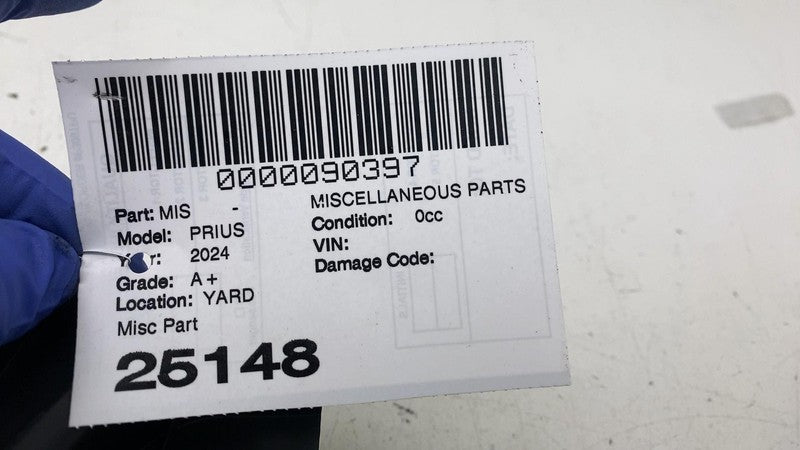 0000090397
Part: MIS -
MISCELLANEOUS PARTS
Model: PRIUS
Condition: 0cc
r: 2024
VIN:
Grade: A+
Damage Code:
Location: YARD
Misc Part
25148